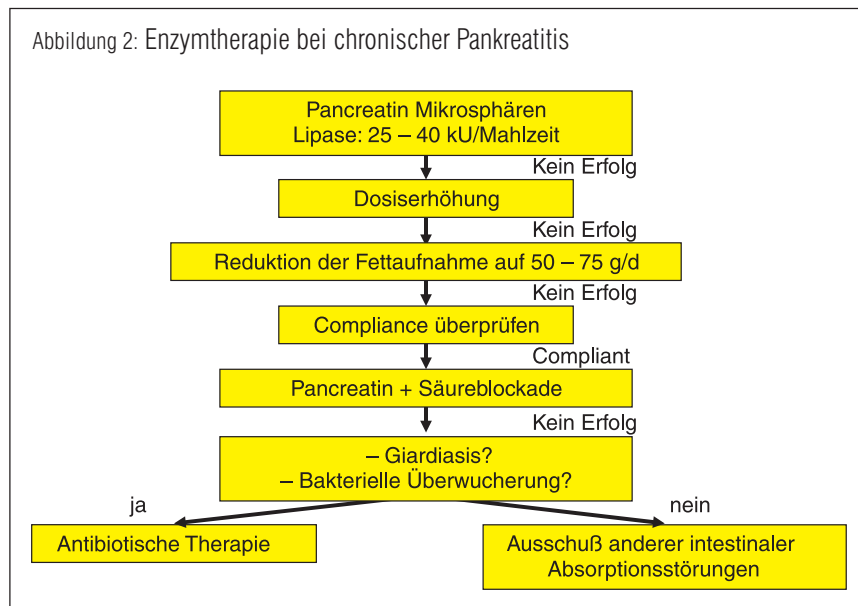 Abbildung 2: Enzymtherapie bei chronischer Pankreatitis
Pancreatin Mikrosphären
Lipase: 25 – 40 kU/Mahlzeit
Kein Erfolg
Dosiserhöhung
Kein Erfolg
Reduktion der Fettaufnahme auf 50 – 75 g/d
Kein Erfolg
Compliance überprüfen
Compliant
Pancreatin + Säureblockade
Kein Erfolg
– Giardiasis?
– Bakterielle Überwucherung?
ja
nein
Antibiotische Therapie
Ausschuß anderer intestinaler
Absorptionsstörungen